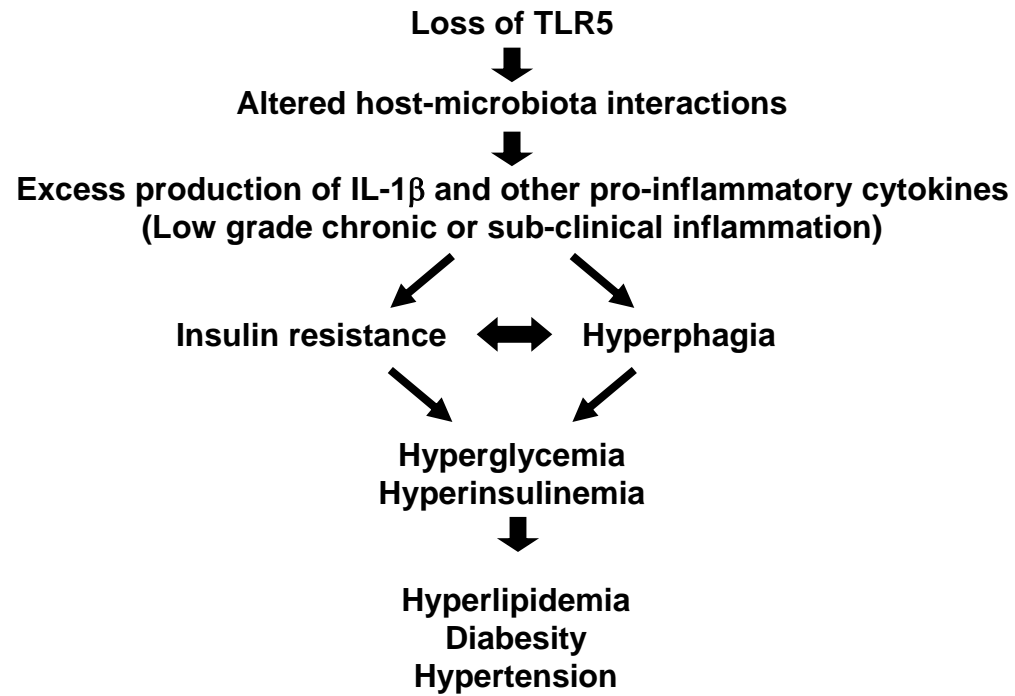 Loss of TLR5
Altered host-microbiota interactions
Excess production of IL-1β and other pro-inflammatory cytokines
(Low grade chronic or sub-clinical inflammation)
Insulin resistance
Hyperphagia
Hyperglycemia
Hyperinsulinemia
Hyperlipidemia
Diabesity
Hypertension